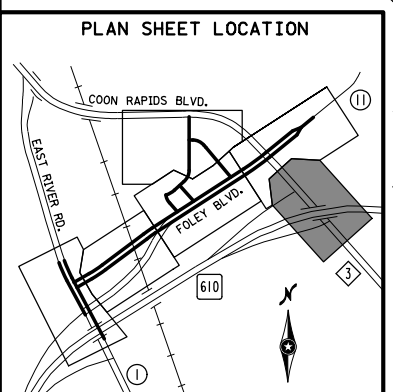 PLAN SHEET LOCATION
COON RAPIDS BLVD.
11
EAST RIVER RD.
FOLEY BLVD.
610
3
N
1